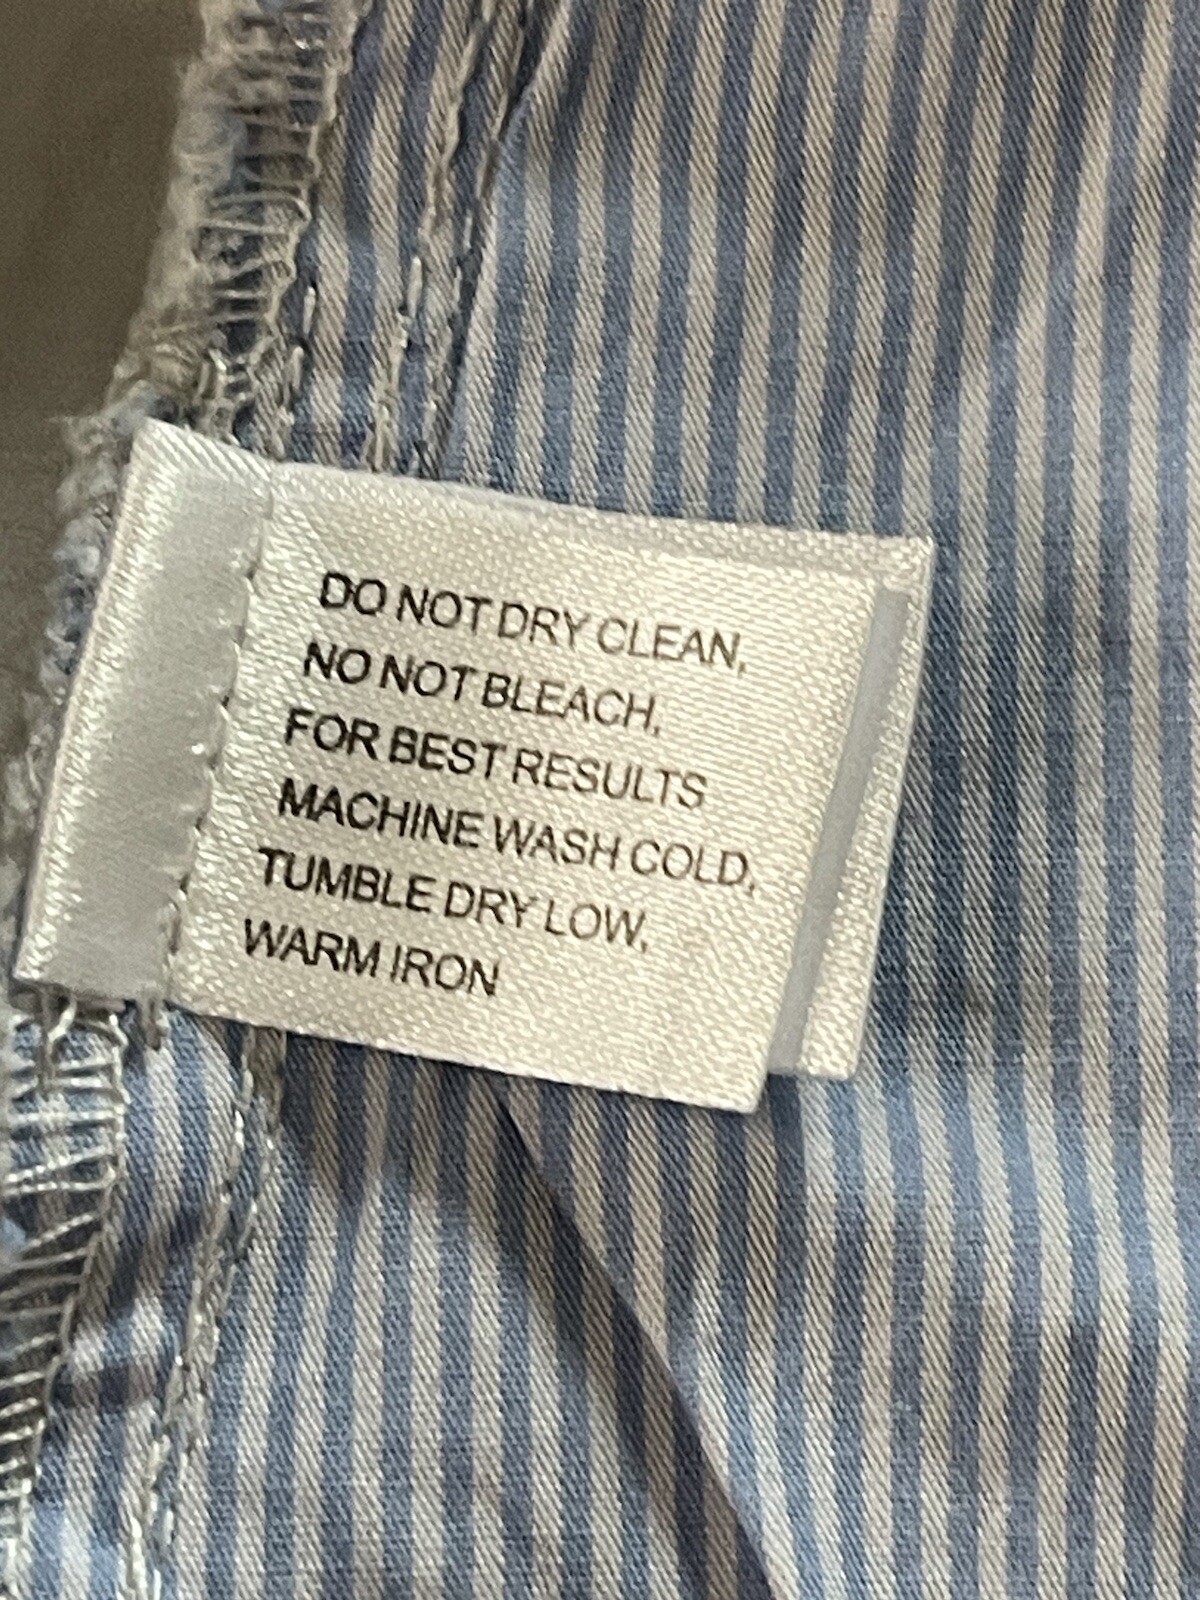 DO NOT DRY CLEAN,
NO NOT BLEACH,
FOR BEST RESULTS
MACHINE WASH COLD,
TUMBLE DRY LOW,
WARM IRON